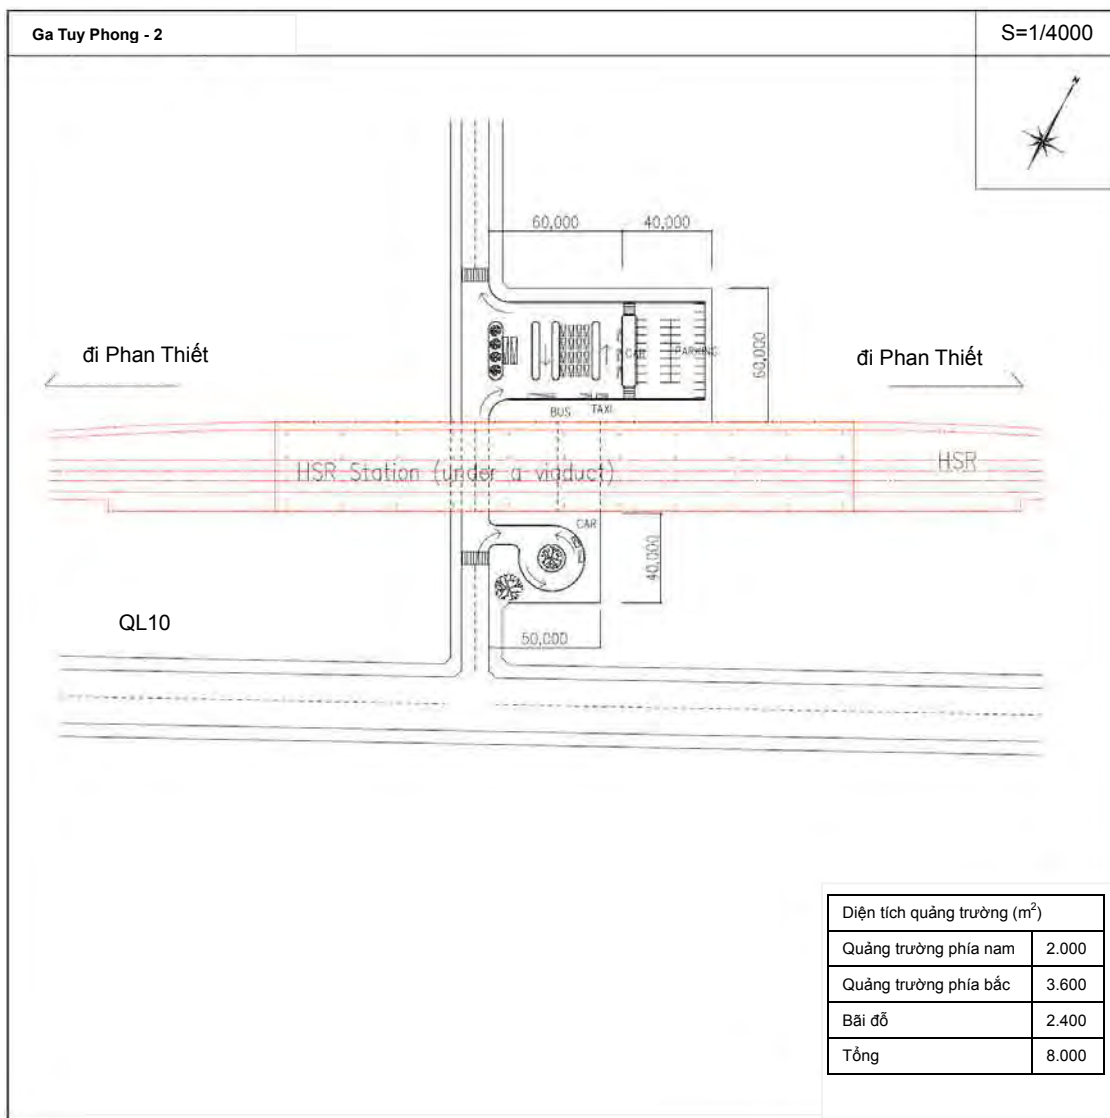 Ga Tuy Phong - 2
S=1/4000
N
60,000
40,000
đi Phan Thiết
CAR
PARKING
60,000
đi Phan Thiết
BUS
TAXI
HSR Station (under a viaduct)
HSR
CAR
40,000
QL10
50,000
Diện tích quảng trường (m²)
Quảng trường phía nam 2.000
Quảng trường phía bắc 3.600
Bãi đỗ 2.400
Tổng 8.000